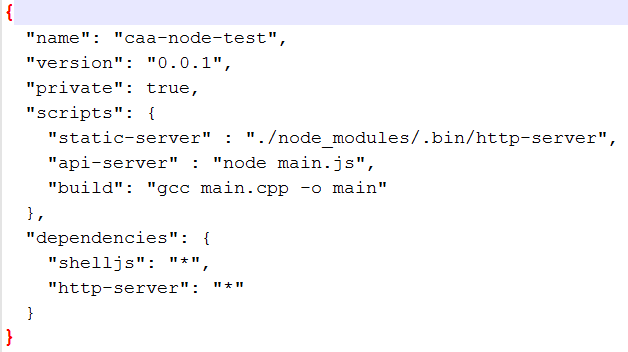 {
  "name": "caa-node-test",
  "version": "0.0.1",
  "private": true,
  "scripts": {
    "static-server" : "./node_modules/.bin/http-server",
    "api-server" : "node main.js",
    "build": "gcc main.cpp -o main"
  },
  "dependencies": {
    "shelljs": "*",
    "http-server": "*"
  }
}